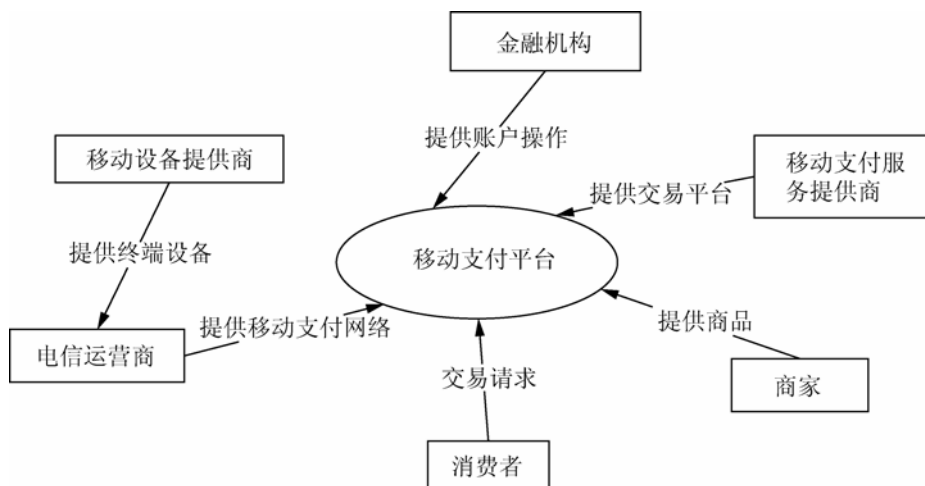 金融机构
提供账户操作
移动设备提供商
移动支付服
务提供商
提供交易平台
提供终端设备
移动支付平台
提供移动支付网络
提供商品
电信运营商
交易请求
商家
消费者